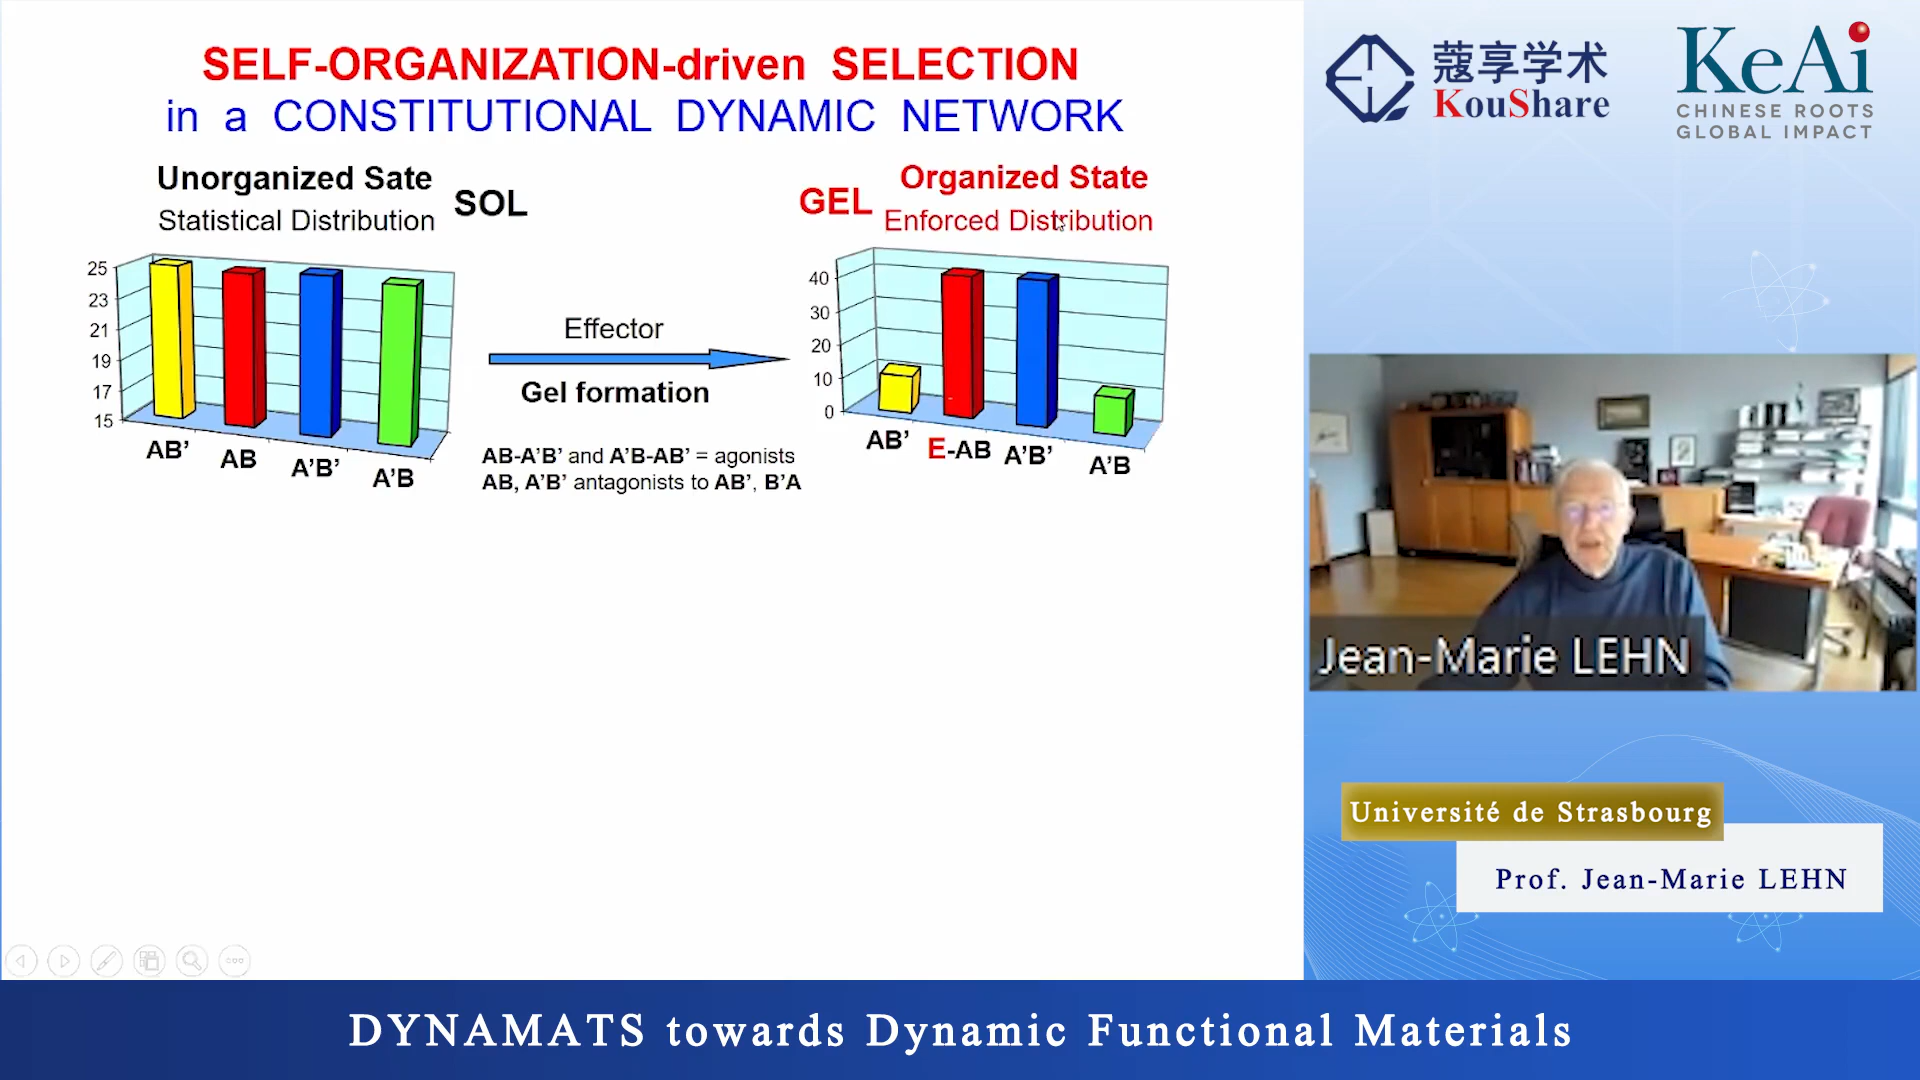 SELF-ORGANIZATION-driven SELECTION
in a CONSTITUTIONAL DYNAMIC NETWORK
Unorganized Sate
Statistical Distribution
SOL
GEL
Organized State
Enforced Distribution
25
23
21
19
17
15
AB’
AB
A’B’
A’B
Effector
Gel formation
AB-A’B’ and A’B-AB’ = agonists
AB, A’B’ antagonists to AB’, B’A
40
30
20
10
0
AB’
E-AB
A’B’
A’B
蔻享学术
KouShare
KeAi
CHINESE ROOTS
GLOBAL IMPACT
Jean-Marie LEHN
Université de Strasbourg
Prof. Jean-Marie LEHN
DYNAMATS towards Dynamic Functional Materials